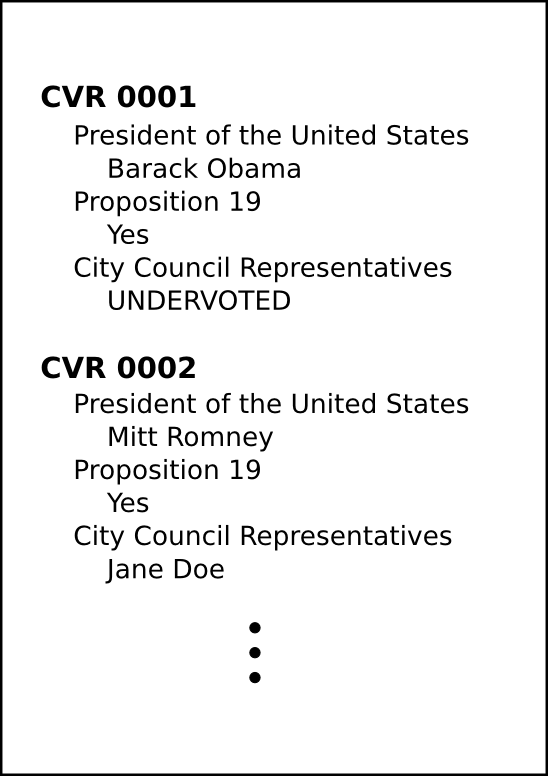 CVR 0001
President of the United States
Barack Obama
Proposition 19
Yes
City Council Representatives
UNDERVOTED
CVR 0002
President of the United States
Mitt Romney
Proposition 19
Yes
City Council Representatives
Jane Doe